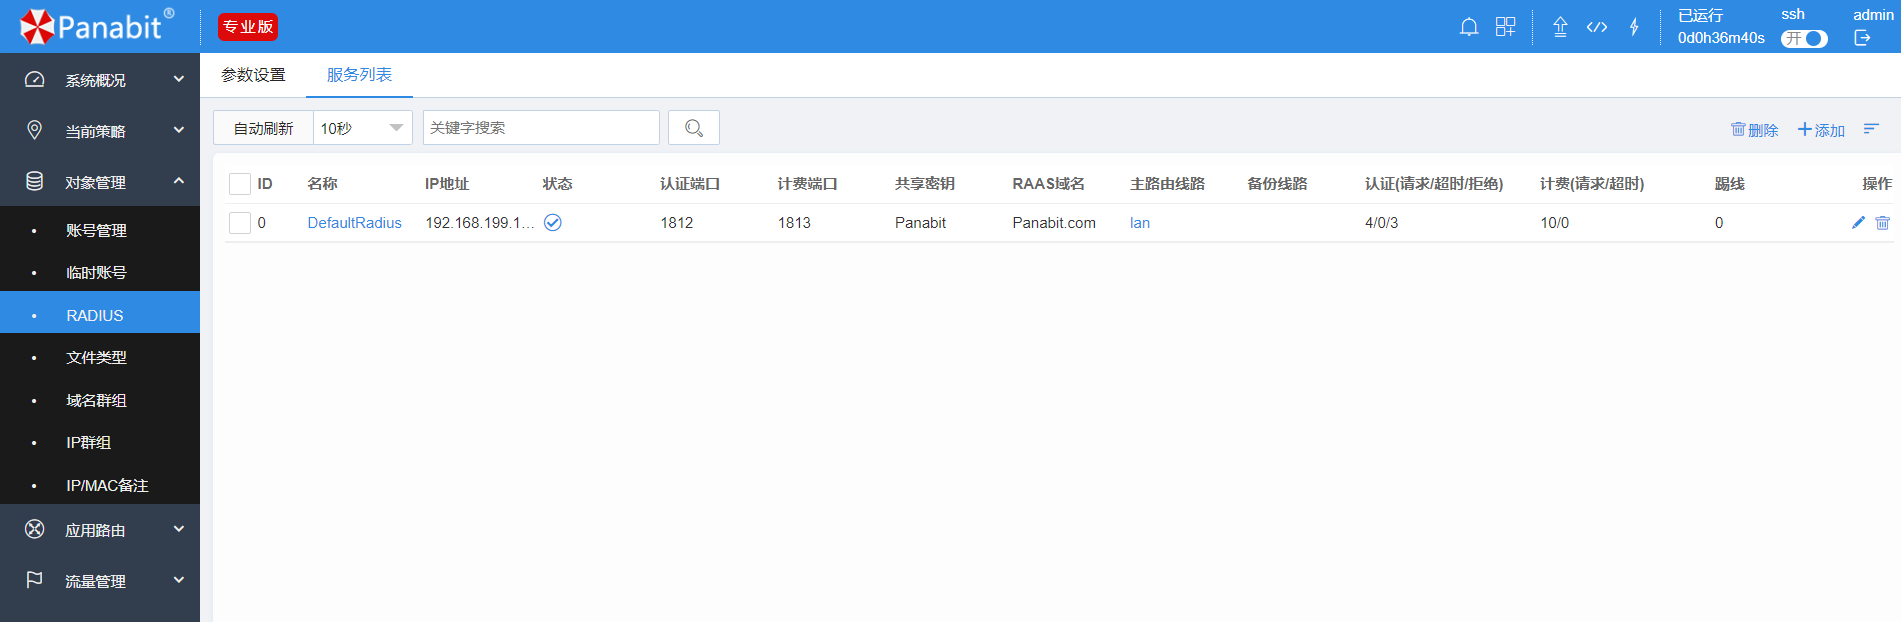 Panabit®
专业版
已运行
0d0h36m40s
ssh
开
admin
系统概况
当前策略
对象管理
账号管理
临时账号
RADIUS
文件类型
域名群组
IP群组
IP/MAC备注
应用路由
流量管理
参数设置 服务列表
自动刷新 10秒 关键字搜索 删除 添加
ID 名称 IP地址 状态 认证端口 计费端口 共享密钥 RAAS域名 主路由线路 备份线路 认证(请求/超时/拒绝) 计费(请求/超时) 踢线 操作
0 DefaultRadius 192.168.199.1... 1812 1813 Panabit Panabit.com lan 4/0/3 10/0 0